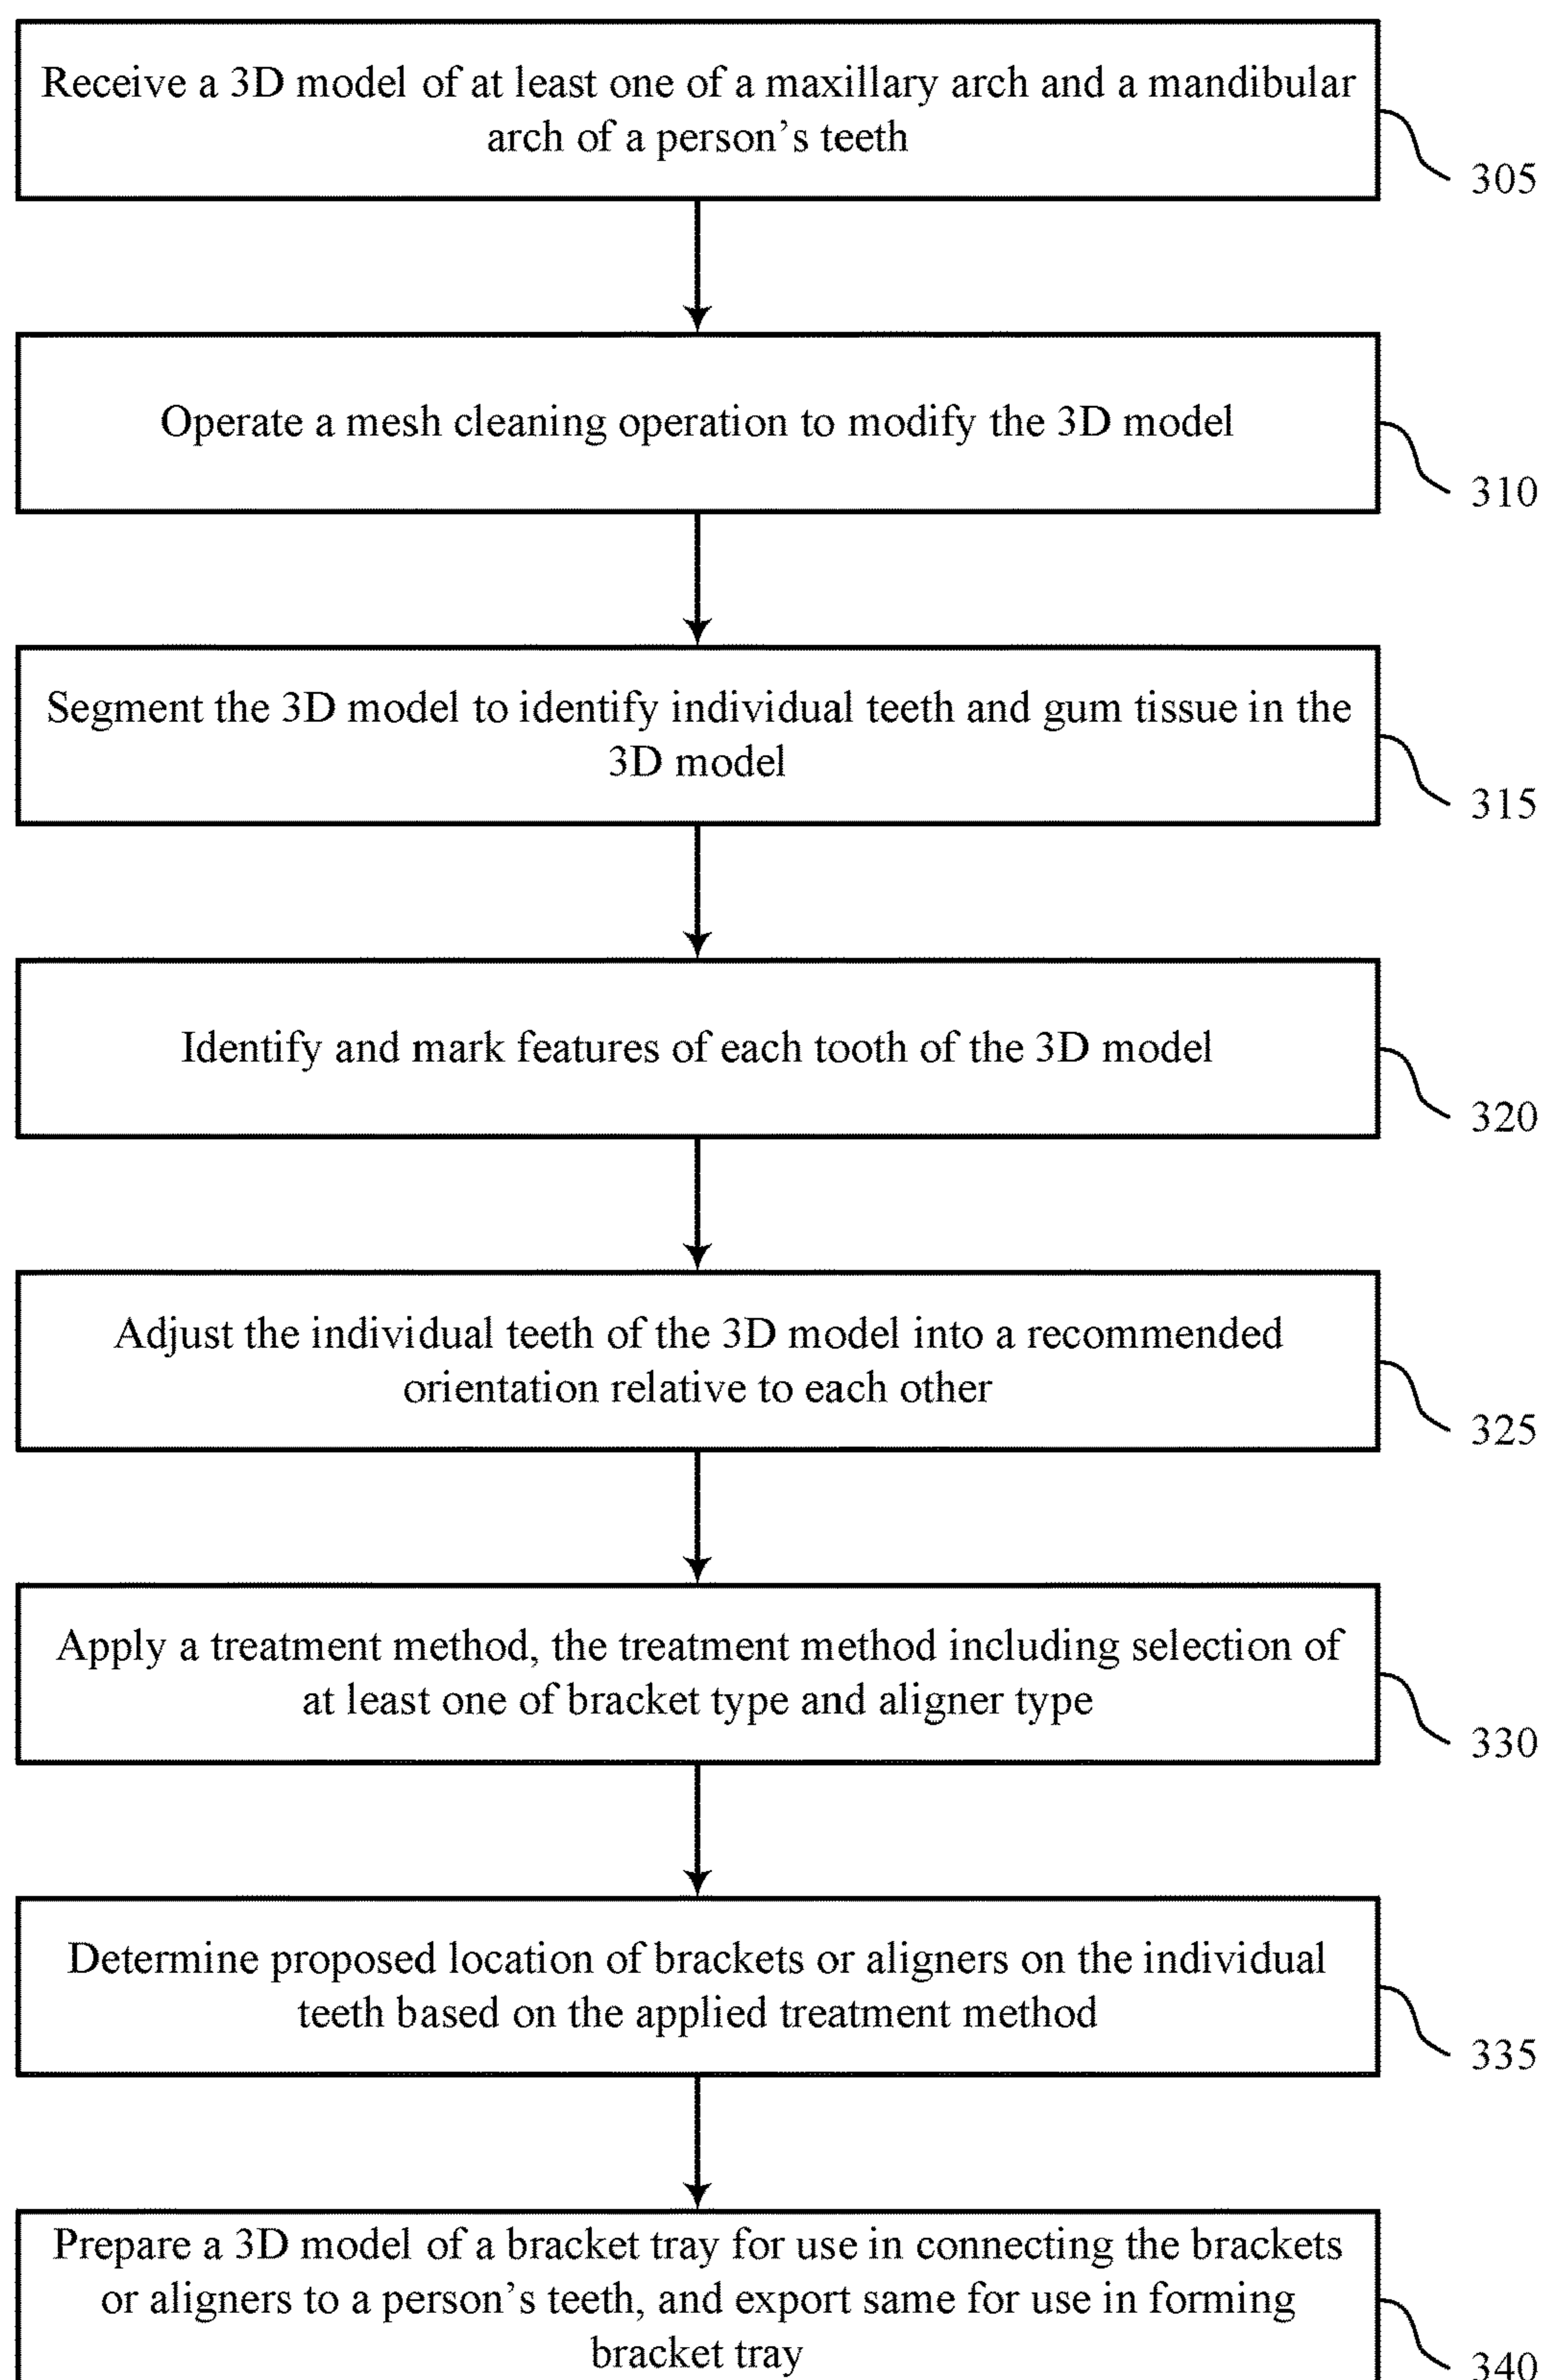 Receive a 3D model of at least one of a maxillary arch and a mandibular
arch of a person's teeth
305
Operate a mesh cleaning operation to modify the 3D model
310
Segment the 3D model to identify individual teeth and gum tissue in the
3D model
315
Identify and mark features of each tooth of the 3D model
320
Adjust the individual teeth of the 3D model into a recommended
orientation relative to each other
325
Apply a treatment method, the treatment method including selection of
at least one of bracket type and aligner type
330
Determine proposed location of brackets or aligners on the individual
teeth based on the applied treatment method
335
Prepare a 3D model of a bracket tray for use in connecting the brackets
or aligners to a person's teeth, and export same for use in forming
bracket tray
340